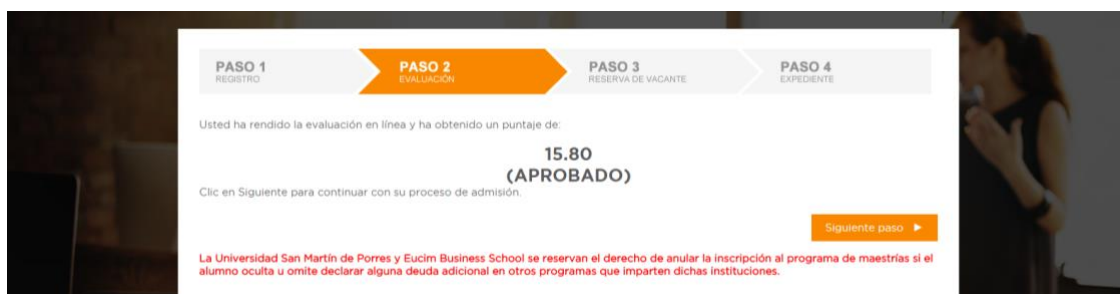 PASO 1
REGISTRO
PASO 2
EVALUACIÓN
PASO 3
RESERVA DE VACANTE
PASO 4
EXPEDIENTE
Usted ha rendido la evaluación en línea y ha obtenido un puntaje de:
15.80
(APROBADO)
Clic en Siguiente para continuar con su proceso de admisión.
Siguiente paso
La Universidad San Martín de Porres y Eucim Business School se reservan el derecho de anular la inscripción al programa de maestrías si el
alumno oculta u omite declarar alguna deuda adicional en otros programas que imparten dichas instituciones.